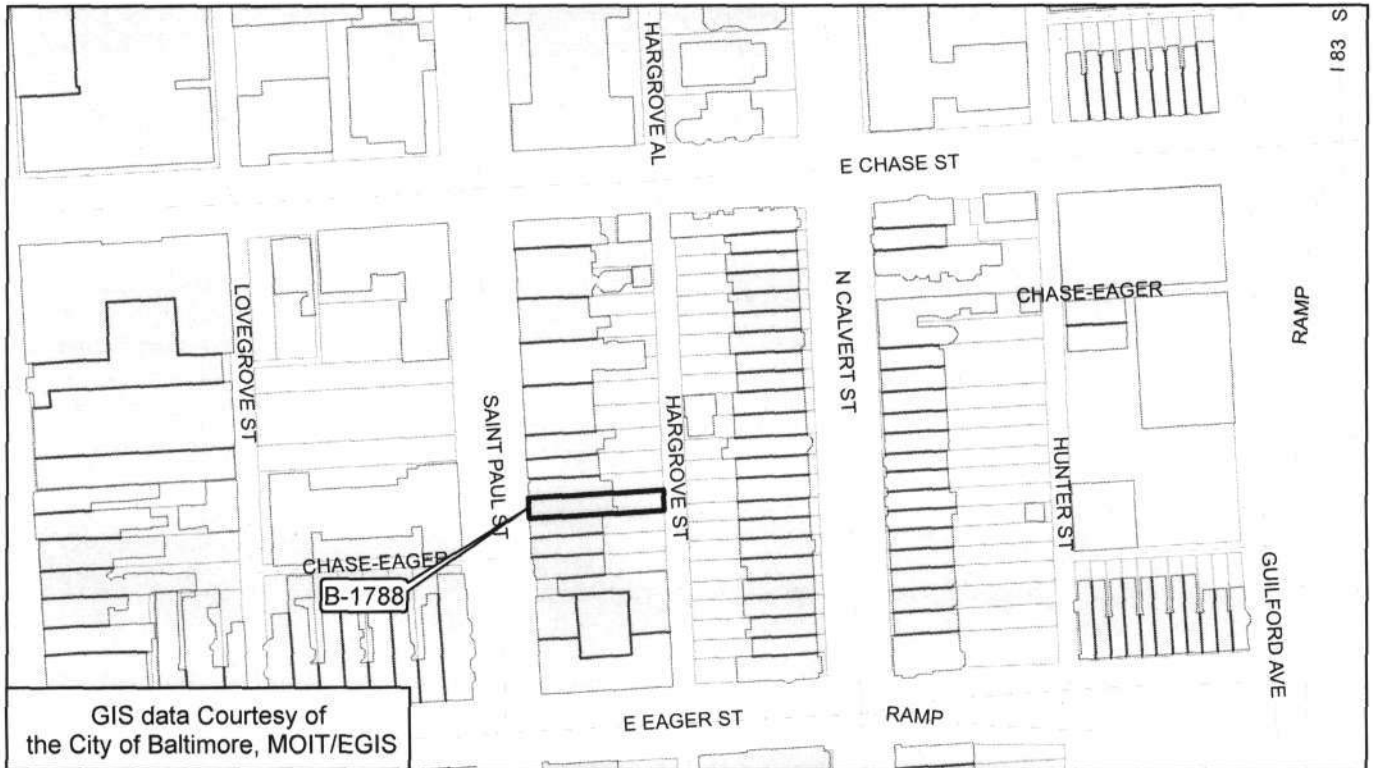 HARGROVE AL
I 83 S
E CHASE ST
LOVEGROVE ST
N CALVERT ST
CHASE-EAGER
RAMP
SAINT PAUL ST
HARGROVE ST
HUNTER ST
CHASE-EAGER
B-1788
GUILFORD AVE
E EAGER ST
RAMP
GIS data Courtesy of
the City of Baltimore, MOIT/EGIS